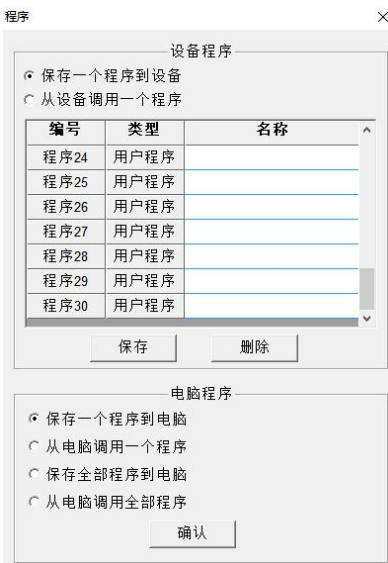 程序
设备程序
保存一个程序到设备
从设备调用一个程序
编号 类型 名称
程序24 用户程序
程序25 用户程序
程序26 用户程序
程序27 用户程序
程序28 用户程序
程序29 用户程序
程序30 用户程序
保存 删除
电脑程序
保存一个程序到电脑
从电脑调用一个程序
保存全部程序到电脑
从电脑调用全部程序
确认